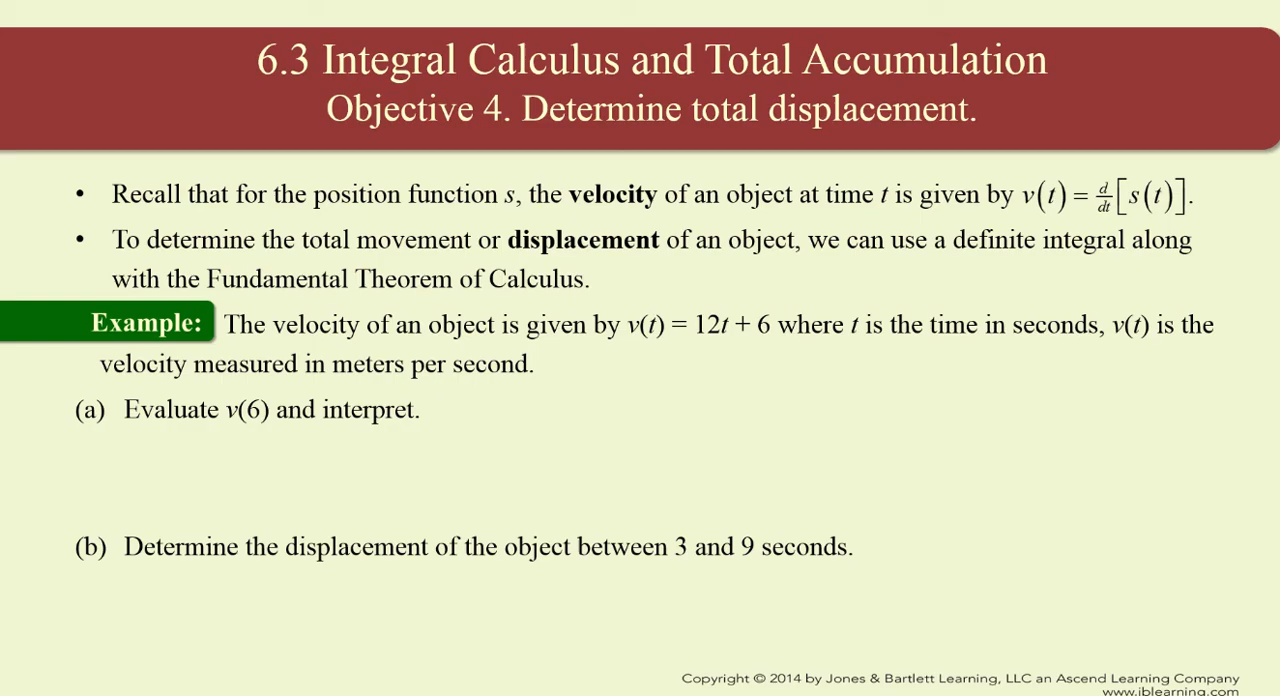 6.3 Integral Calculus and Total Accumulation
Objective 4. Determine total displacement.
• Recall that for the position function s, the velocity of an object at time t is given by v(t) = d/dt[s(t)].
• To determine the total movement or displacement of an object, we can use a definite integral along
with the Fundamental Theorem of Calculus.
Example: The velocity of an object is given by v(t) = 12t + 6 where t is the time in seconds, v(t) is the
velocity measured in meters per second.
(a) Evaluate v(6) and interpret.
(b) Determine the displacement of the object between 3 and 9 seconds.
Copyright © 2014 by Jones & Bartlett Learning, LLC an Ascend Learning Company
www.jblearning.com